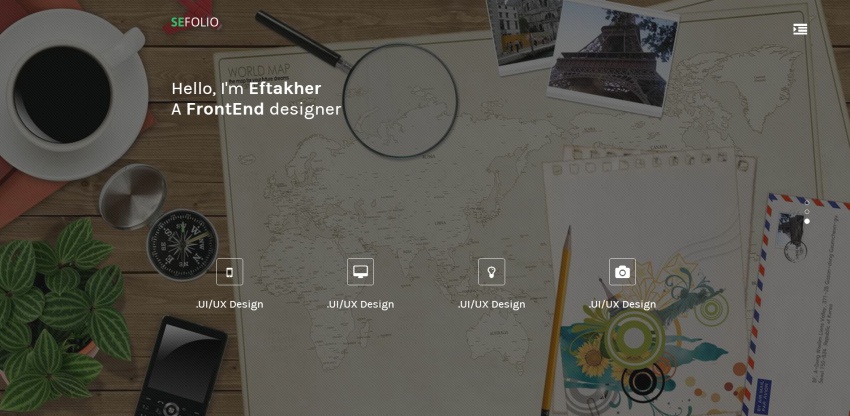 SEFOLIO
WORLD MAP
Hello, I'm Eftakher
A FrontEnd designer
.UI/UX Design
.UI/UX Design
.UI/UX Design
.UI/UX Design